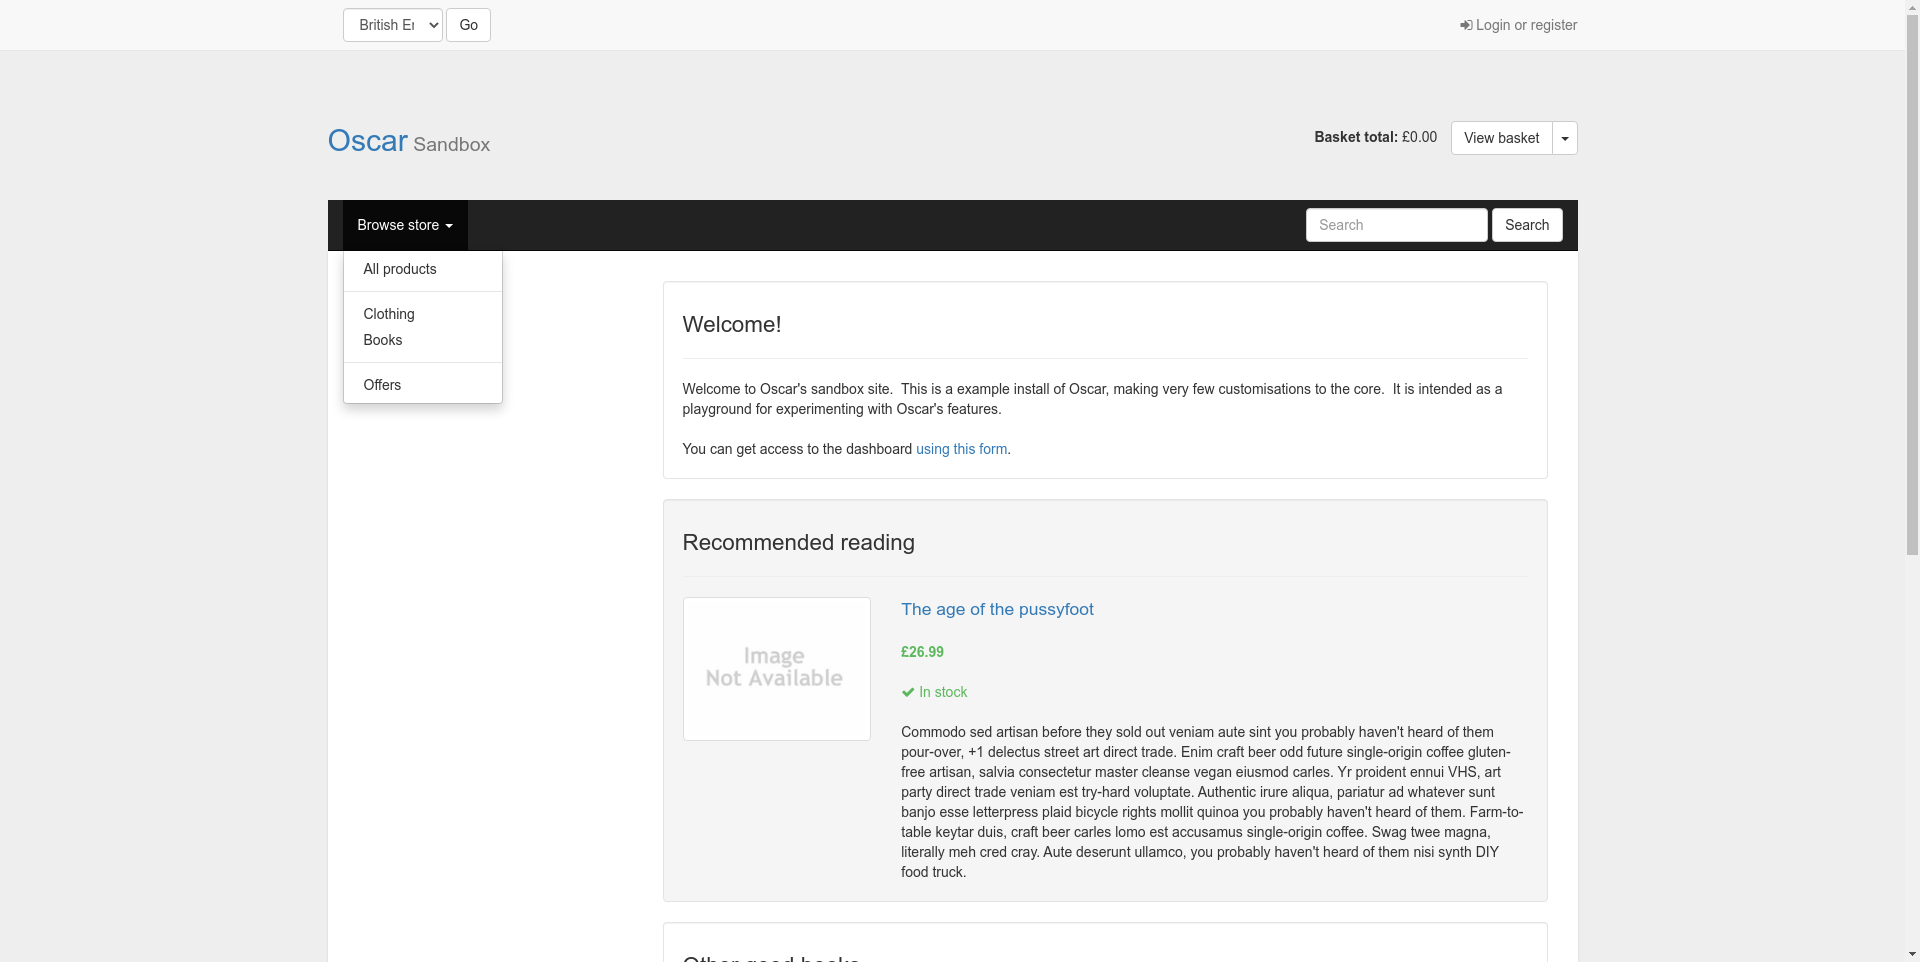 British En Go
Login or register
Oscar Sandbox
Basket total: £0.00 View basket
Browse store
Search Search
All products
Clothing
Books
Offers
Welcome!
Welcome to Oscar's sandbox site.  This is a example install of Oscar, making very few customisations to the core.  It is intended as a
playground for experimenting with Oscar's features.
You can get access to the dashboard using this form.
Recommended reading
Image
Not Available
The age of the pussyfoot
£26.99
In stock
Commodo sed artisan before they sold out veniam aute sint you probably haven't heard of them
pour-over, +1 delectus street art direct trade. Enim craft beer odd future single-origin coffee gluten-
free artisan, salvia consectetur master cleanse vegan eiusmod carles. Yr proident ennui VHS, art
party direct trade veniam est try-hard voluptate. Authentic irure aliqua, pariatur ad whatever sunt
banjo esse letterpress plaid bicycle rights mollit quinoa you probably haven't heard of them. Farm-to-
table keytar duis, craft beer carles lomo est accusamus single-origin coffee. Swag twee magna,
literally meh cred cray. Aute deserunt ullamco, you probably haven't heard of them nisi synth DIY
food truck.
Other good books